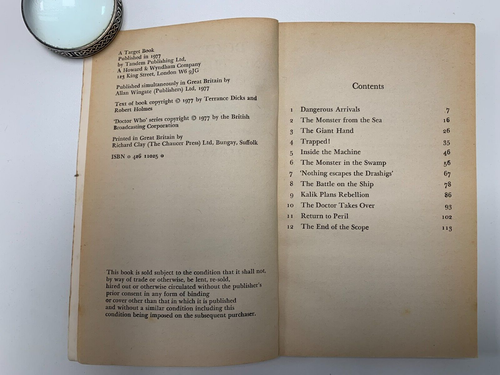 A Target Book
Published in 1977
by Tandem Publishing Ltd,
A Howard & Wyndham Company
123 King Street, London W6 9JG
Published simultaneously in Great Britain by
Allan Wingate (Publishers) Ltd, 1977
Text of book copyright © 1977 by Terrance Dicks and
Robert Holmes
'Doctor Who' series copyright © 1977 by the British
Broadcasting Corporation.
Printed in Great Britain by
Richard Clay (The Chaucer Press) Ltd, Bungay, Suffolk
ISBN 0 426 11025 0
This book is sold subject to the condition that it shall not,
by way of trade or otherwise, be lent, re-sold,
hired out or otherwise circulated without the publisher's
prior consent in any form of binding
or cover other than that in which it is published
and without a similar condition including this
condition being imposed on the subsequent purchaser.
Contents
1 Dangerous Arrivals 7
2 The Monster from the Sea 16
3 The Giant Hand 26
4 Trapped! 35
5 Inside the Machine 46
6 The Monster in the Swamp 56
7 'Nothing escapes the Drashigs' 67
8 The Battle on the Ship 78
9 Kalik Plans Rebellion 86
10 The Doctor Takes Over 93
11 Return to Peril 102
12 The End of the Scope 113